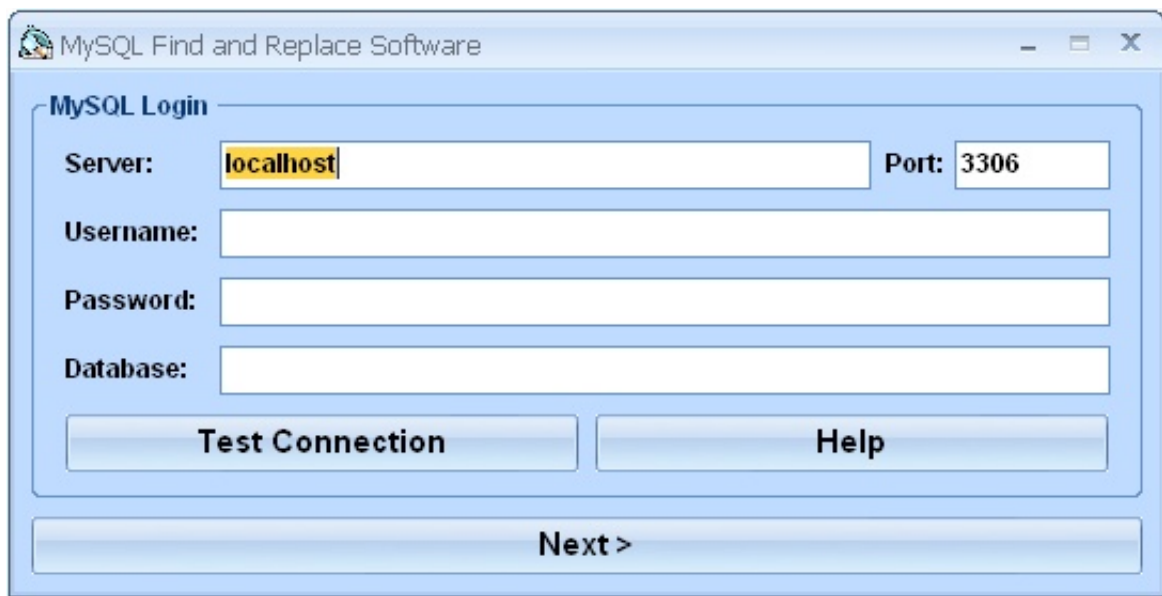 MySQL Find and Replace Software
MySQL Login
Server: localhost Port: 3306
Username:
Password:
Database:
Test Connection Help
Next >